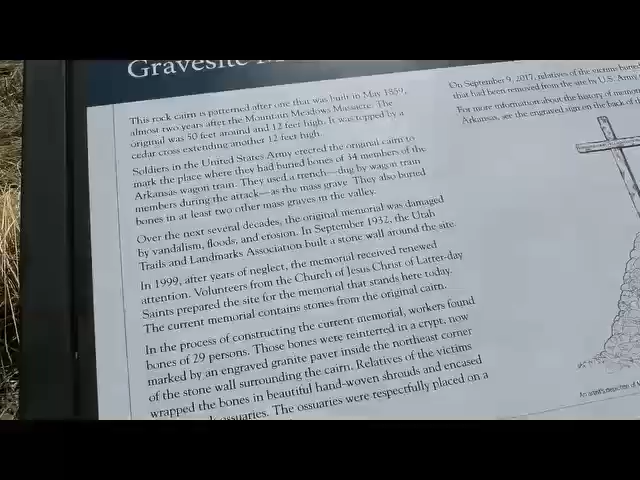 Gravesite
This rock cairn is patterned after one that was built in May 1859,
almost two years after the Mountain Meadows Massacre. The
original was 50 feet around and 12 feet high. It was topped by a
cedar cross extending another 12 feet high.
Soldiers in the United States Army erected the original cairn to
mark the place where they had buried bones of 34 members of the
Arkansas wagon train. They used a trench—dug by wagon train
members during the attack—as the mass grave. They also buried
bones in at least two other mass graves in the valley.
Over the next several decades, the original memorial was damaged
by vandalism, floods, and erosion. In September 1932, the Utah
Trails and Landmarks Association built a stone wall around the site.
In 1999, after years of neglect, the memorial received renewed
attention. Volunteers from the Church of Jesus Christ of Latter-day
Saints prepared the site for the memorial that stands here today.
The current memorial contains stones from the original cairn.
In the process of constructing the current memorial, workers found
bones of 29 persons. Those bones were reinterred in a crypt, now
marked by an engraved granite paver inside the northeast corner
of the stone wall surrounding the cairn. Relatives of the victims
wrapped the bones in beautiful hand-woven shrouds and encased
ossuaries. The ossuaries were respectfully placed on a
On September 9, 2017, relatives of the victims buried
that had been removed from the site by U.S. Army
For more information about the history of
Arkansas, see the engraved sign on the back of
An artist's